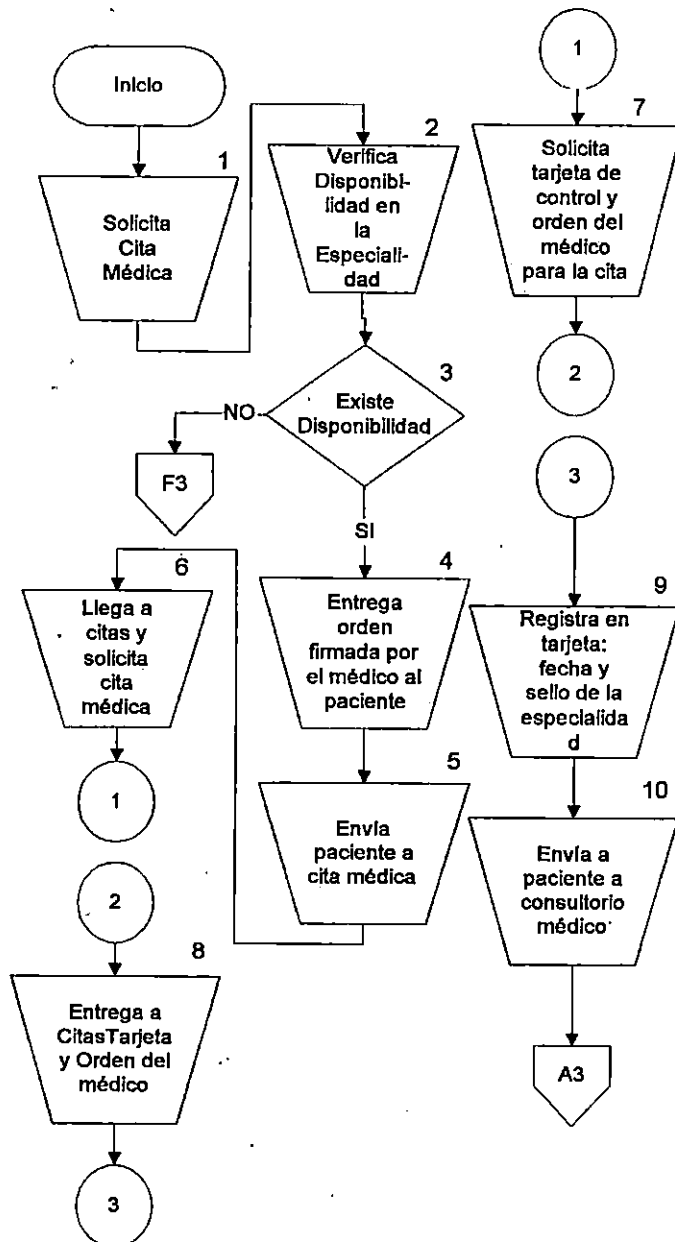 Inicio
1
Solicita
Cita
Médica
2
Verifica
Disponibi-
lidad en
la
Especiali-
dad
3
Existe
Disponibilidad
NO
F3
SI
4
Entrega
orden
firmada por
el médico al
paciente
5
Envía
paciente a
cita médica
6
Llega a
citas y
solicita
cita
médica
1
2
8
Entrega a
CitasTarjeta
y Orden del
médico
3
1
7
Solicita
tarjeta de
control y
orden del
médico
para la cita
2
3
9
Registra en
tarjeta:
fecha y
sello de la
especialida
d
10
Envía a
paciente a
consultorio
médico
A3